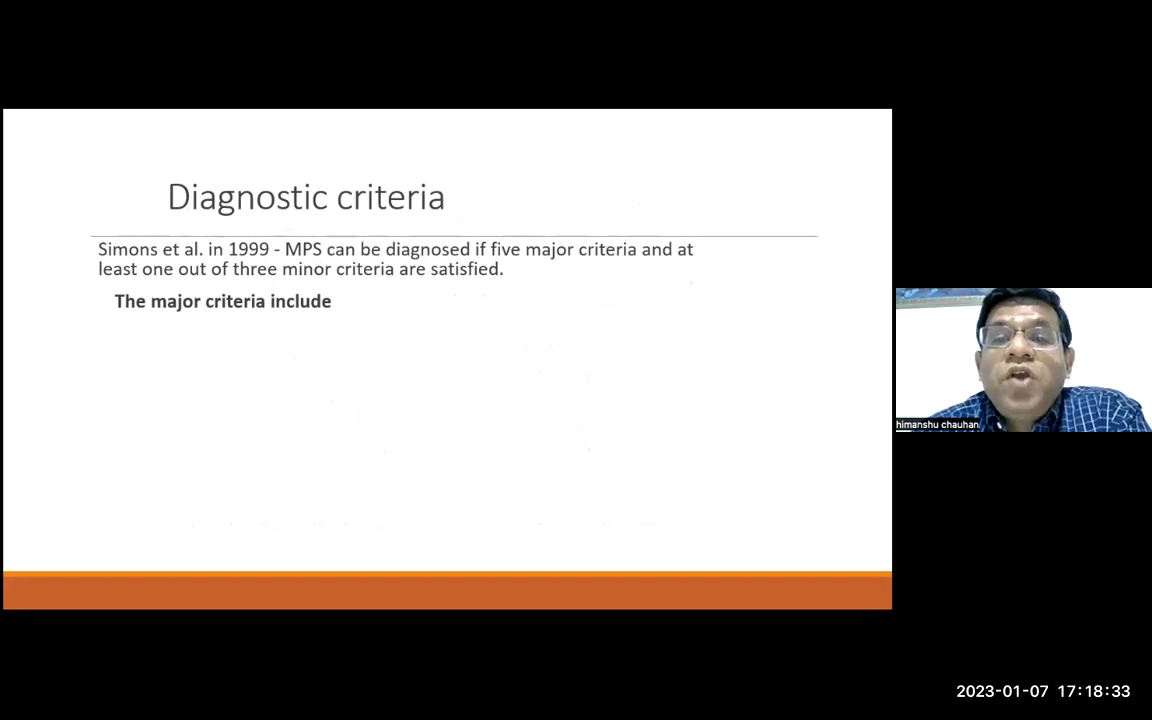 Diagnostic criteria
Simons et al. in 1999 - MPS can be diagnosed if five major criteria and at
least one out of three minor criteria are satisfied.
The major criteria include
himanshu chauhan
2023-01-07 17:18:33